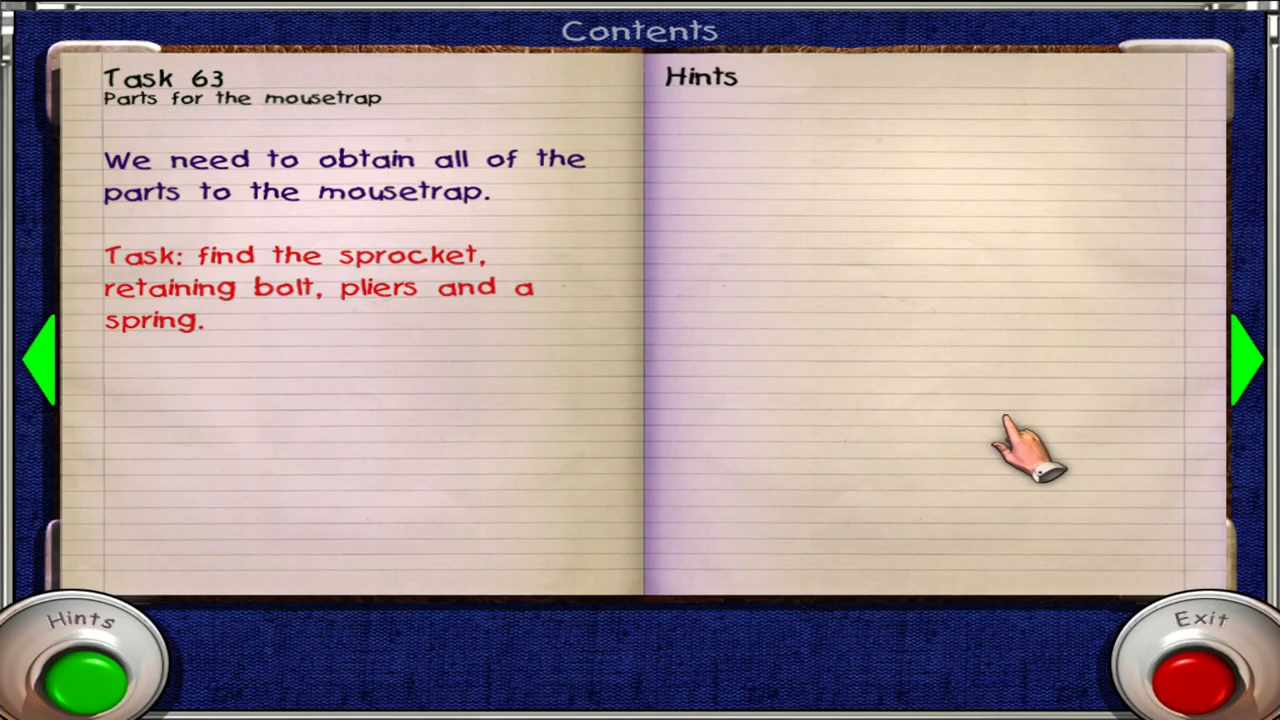 Contents
Task 63
Parts for the mousetrap
We need to obtain all of the
parts to the mousetrap.
Task: find the sprocket,
retaining bolt, pliers and a
spring.
Hints
Hints
Exit